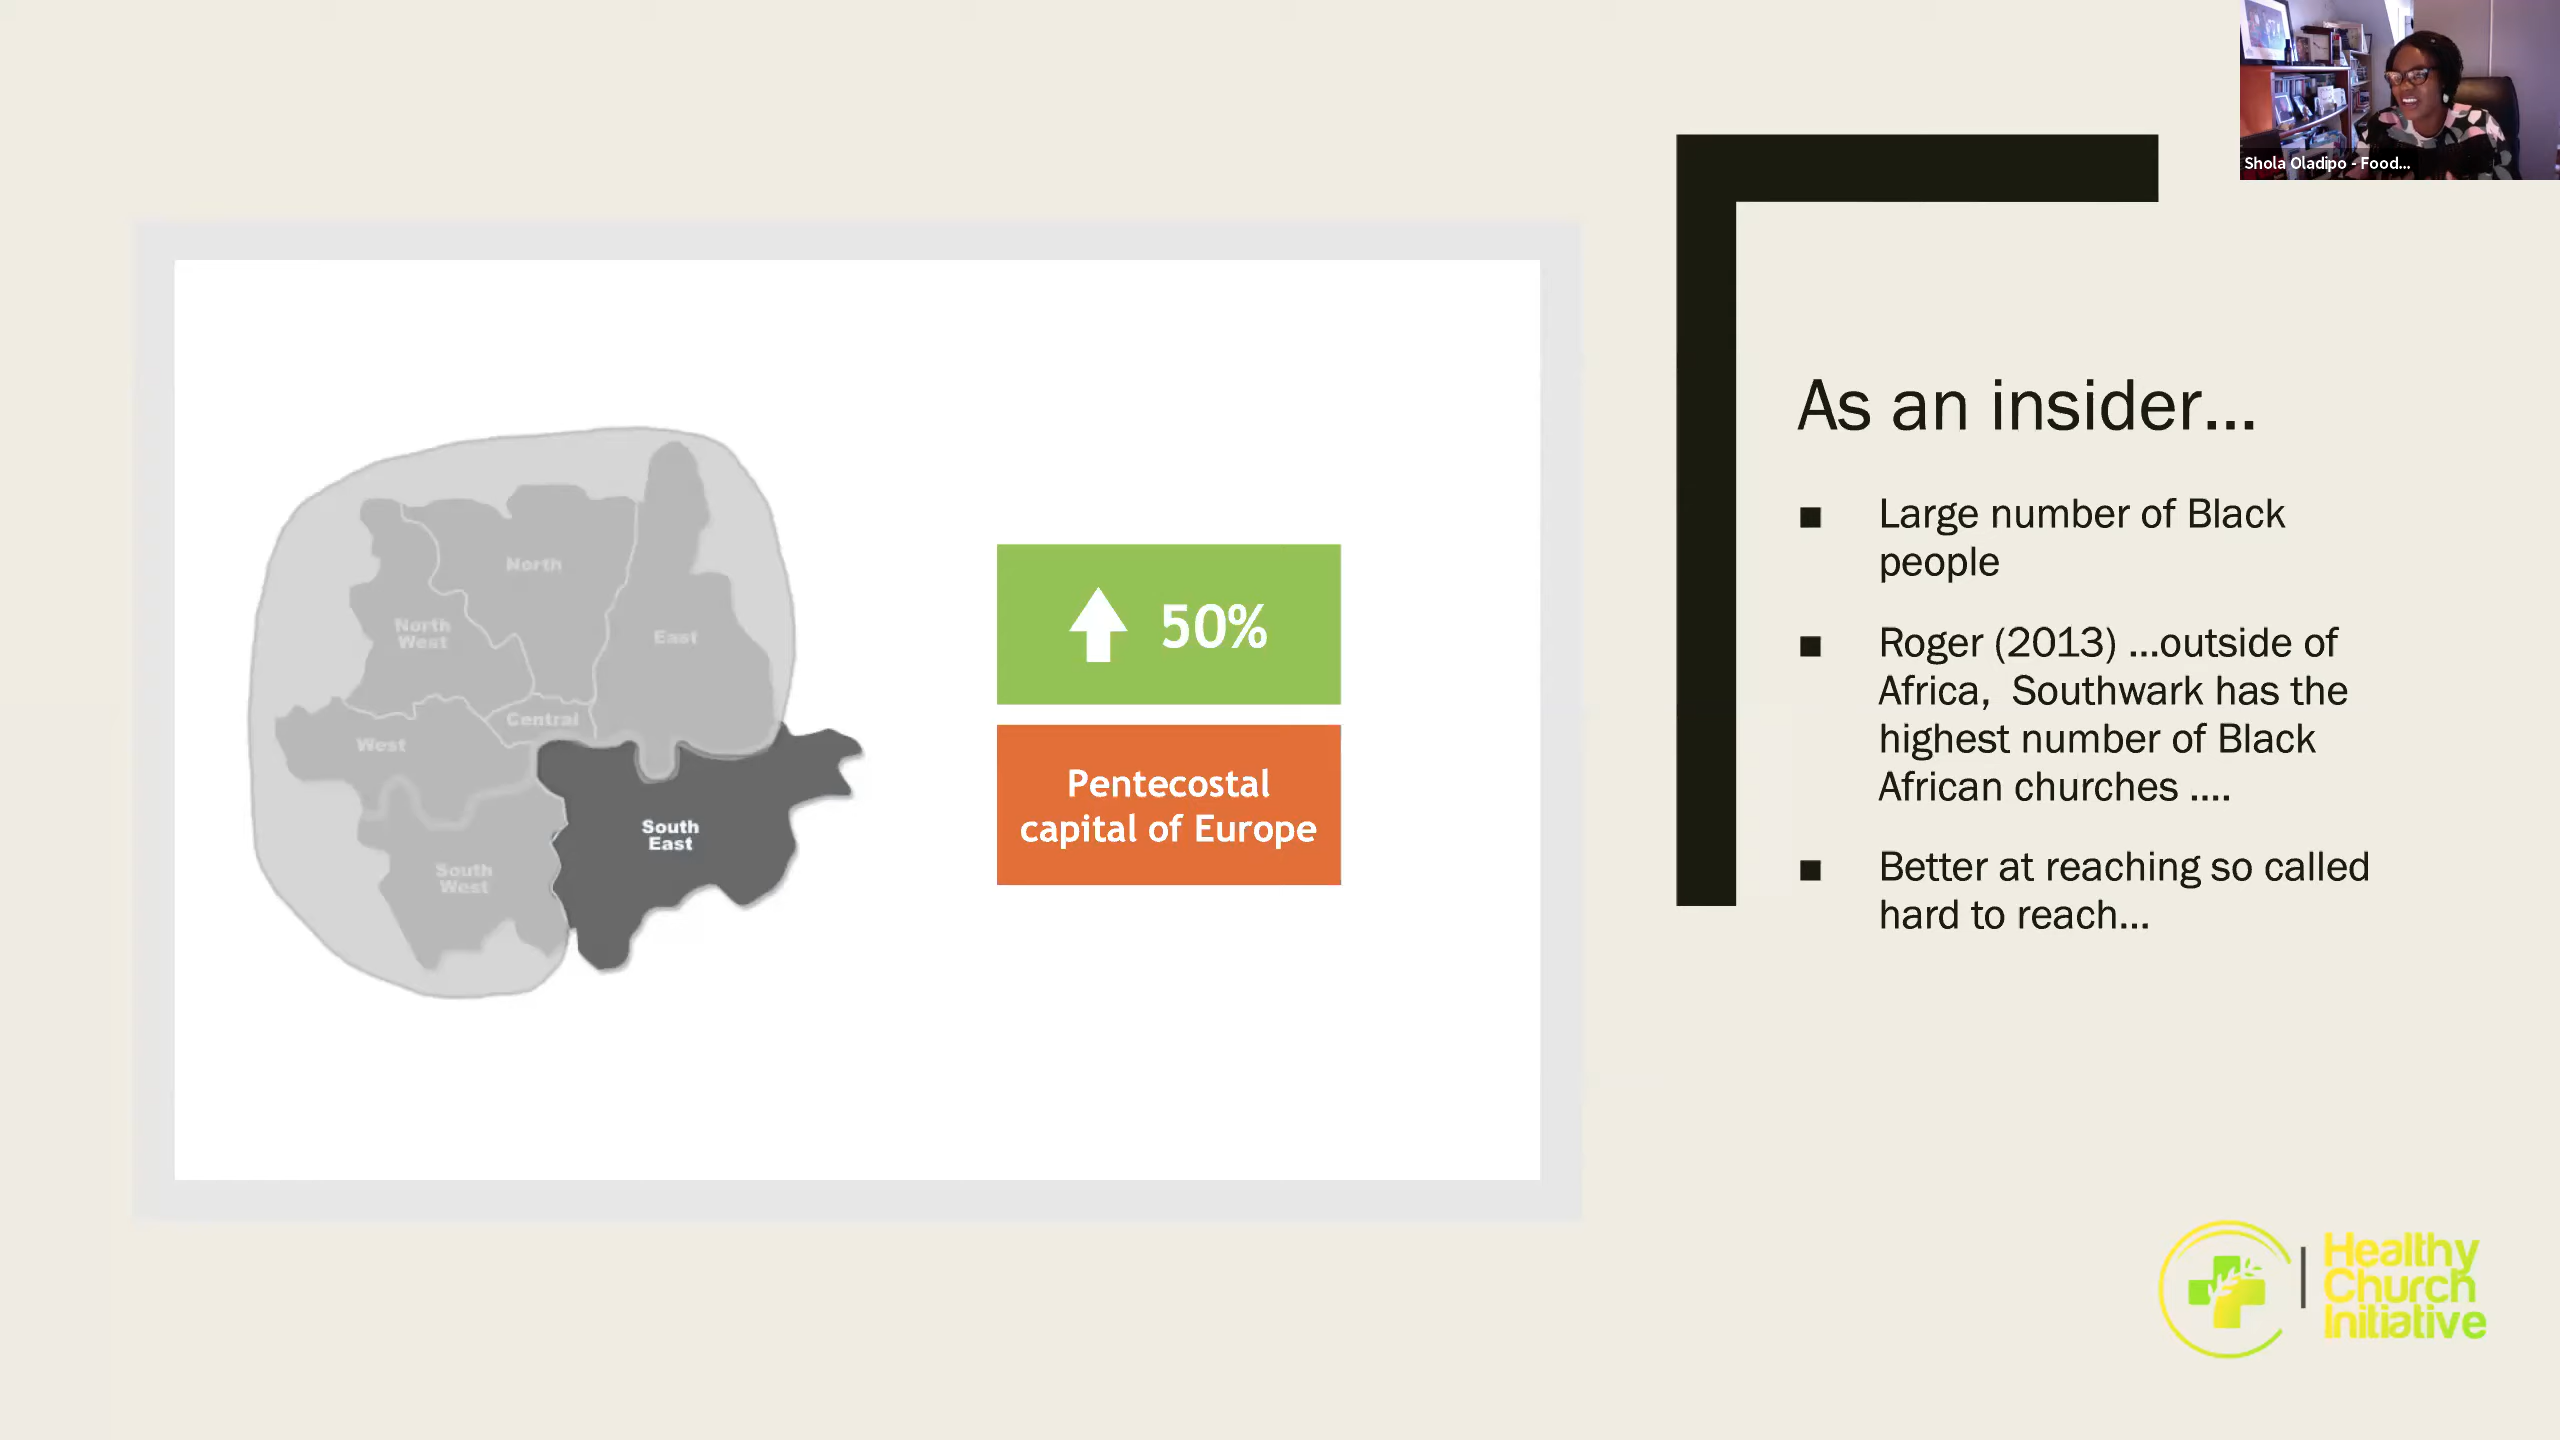 Shola Oladipo - Food...
North
North
West
East
Central
West
South
East
South
West
50%
Pentecostal
capital of Europe
As an insider...
■ Large number of Black
people
■ Roger (2013) ...outside of
Africa,  Southwark has the
highest number of Black
African churches ....
■ Better at reaching so called
hard to reach...
Healthy
Church
Initiative